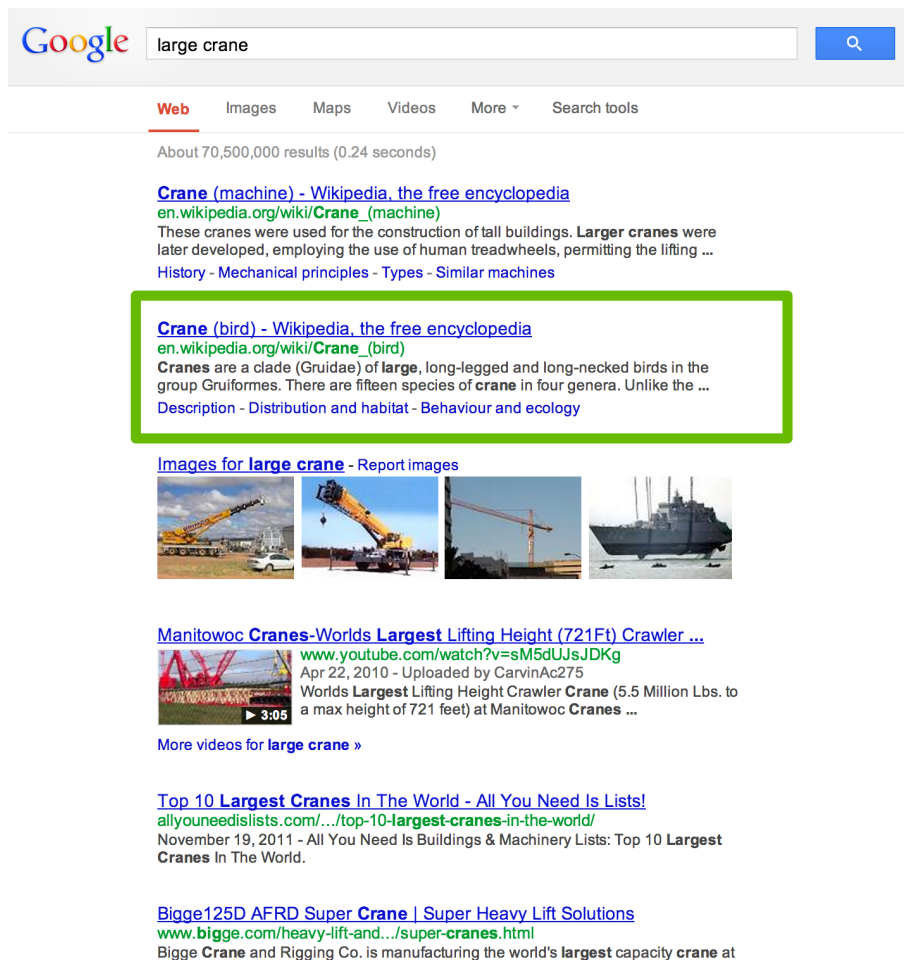 Google
large crane
Web Images Maps Videos More Search tools
About 70,500,000 results (0.24 seconds)
Crane (machine) - Wikipedia, the free encyclopedia
en.wikipedia.org/wiki/Crane_(machine)
These cranes were used for the construction of tall buildings. Larger cranes were
later developed, employing the use of human treadwheels, permitting the lifting ...
History - Mechanical principles - Types - Similar machines
Crane (bird) - Wikipedia, the free encyclopedia
en.wikipedia.org/wiki/Crane_(bird)
Cranes are a clade (Gruidae) of large, long-legged and long-necked birds in the
group Gruiformes. There are fifteen species of crane in four genera. Unlike the ...
Description - Distribution and habitat - Behaviour and ecology
Images for large crane - Report images
Manitowoc Cranes-Worlds Largest Lifting Height (721Ft) Crawler ...
www.youtube.com/watch?v=sM5dUJsJDKg
Apr 22, 2010 - Uploaded by CarvinAc275
Worlds Largest Lifting Height Crawler Crane (5.5 Million Lbs. to
a max height of 721 feet) at Manitowoc Cranes ...
3:05
More videos for large crane »
Top 10 Largest Cranes In The World - All You Need Is Lists!
allyouneedislists.com/.../top-10-largest-cranes-in-the-world/
November 19, 2011 - All You Need Is Buildings & Machinery Lists: Top 10 Largest
Cranes In The World.
Bigge125D AFRD Super Crane | Super Heavy Lift Solutions
www.bigge.com/heavy-lift-and.../super-cranes.html
Bigge Crane and Rigging Co. is manufacturing the world's largest capacity crane at